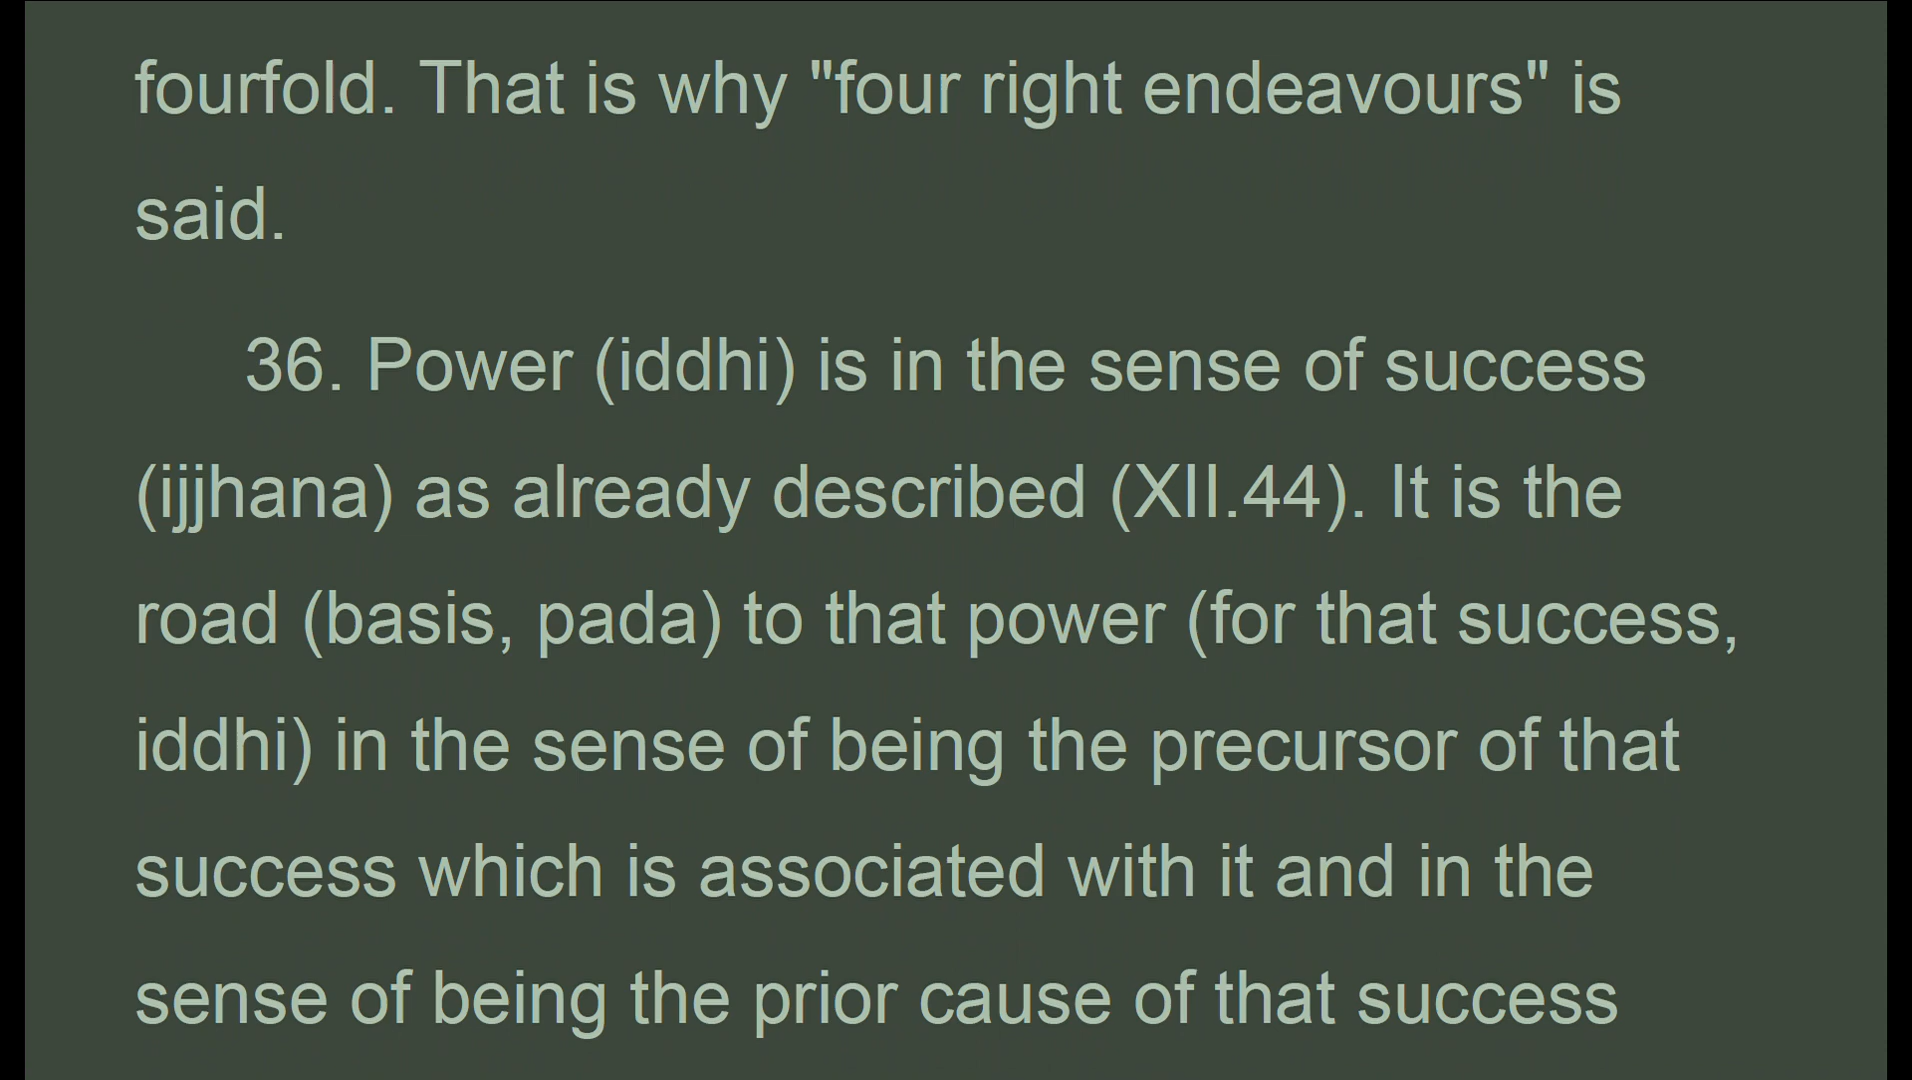 fourfold. That is why "four right endeavours" is
said.
36. Power (iddhi) is in the sense of success
(ijjhana) as already described (XII.44). It is the
road (basis, pada) to that power (for that success,
iddhi) in the sense of being the precursor of that
success which is associated with it and in the
sense of being the prior cause of that success